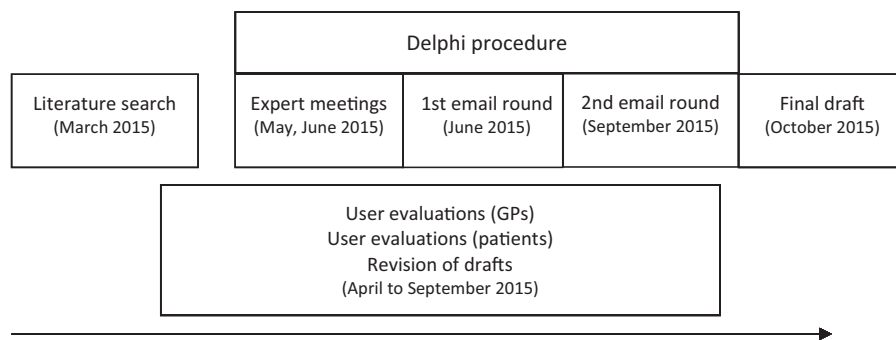 Delphi procedure
Literature search
(March 2015)
Expert meetings
(May, June 2015)
1st email round
(June 2015)
2nd email round
(September 2015)
Final draft
(October 2015)
User evaluations (GPs)
User evaluations (patients)
Revision of drafts
(April to September 2015)